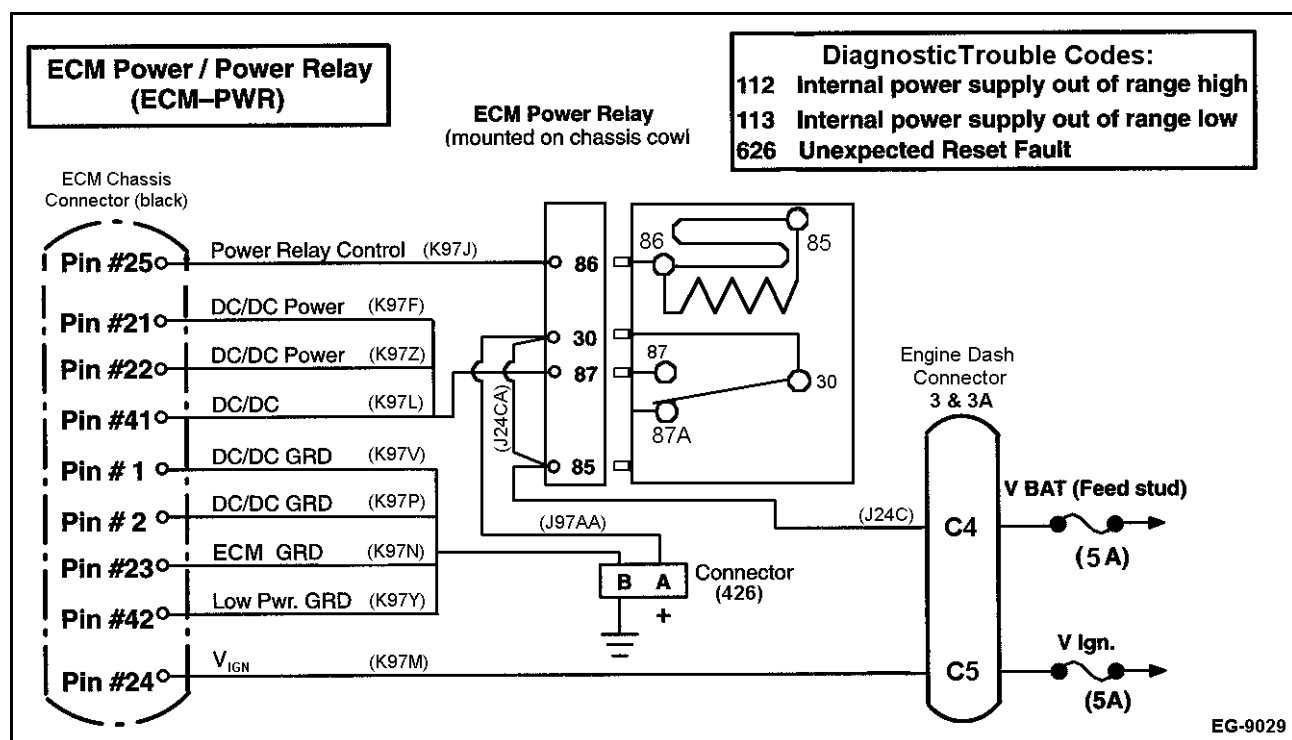 ECM Power / Power Relay
(ECM–PWR)
DiagnosticTrouble Codes:
112 Internal power supply out of range high
113 Internal power supply out of range low
626 Unexpected Reset Fault
ECM Power Relay
(mounted on chassis cowl
ECM Chassis
Connector (black)
Pin #25 Power Relay Control (K97J)
Pin #21 DC/DC Power (K97F)
Pin #22 DC/DC Power (K97Z)
Pin #41 DC/DC (K97L)
Pin # 1 DC/DC GRD (K97V)
Pin # 2 DC/DC GRD (K97P)
Pin #23 ECM GRD (K97N)
Pin #42 Low Pwr. GRD (K97Y)
Pin #24 VIGN (K97M)
86
30
87
85
(J24CA)
86
85
87
30
87A
(J97AA)
(J24C)
B A
+
Connector
(426)
Engine Dash
Connector
3 & 3A
C4
C5
V BAT (Feed stud)
(5 A)
V Ign.
(5A)
EG-9029